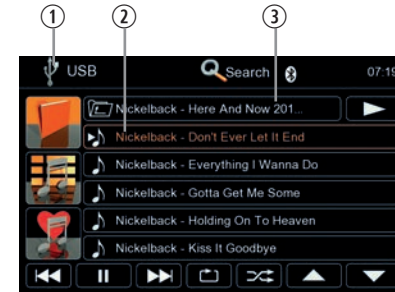 1 2 3
USB Search 07:19
Nickelback - Here And Now 201...
Nickelback - Don't Ever Let It End
Nickelback - Everything I Wanna Do
Nickelback - Gotta Get Me Some
Nickelback - Holding On To Heaven
Nickelback - Kiss It Goodbye